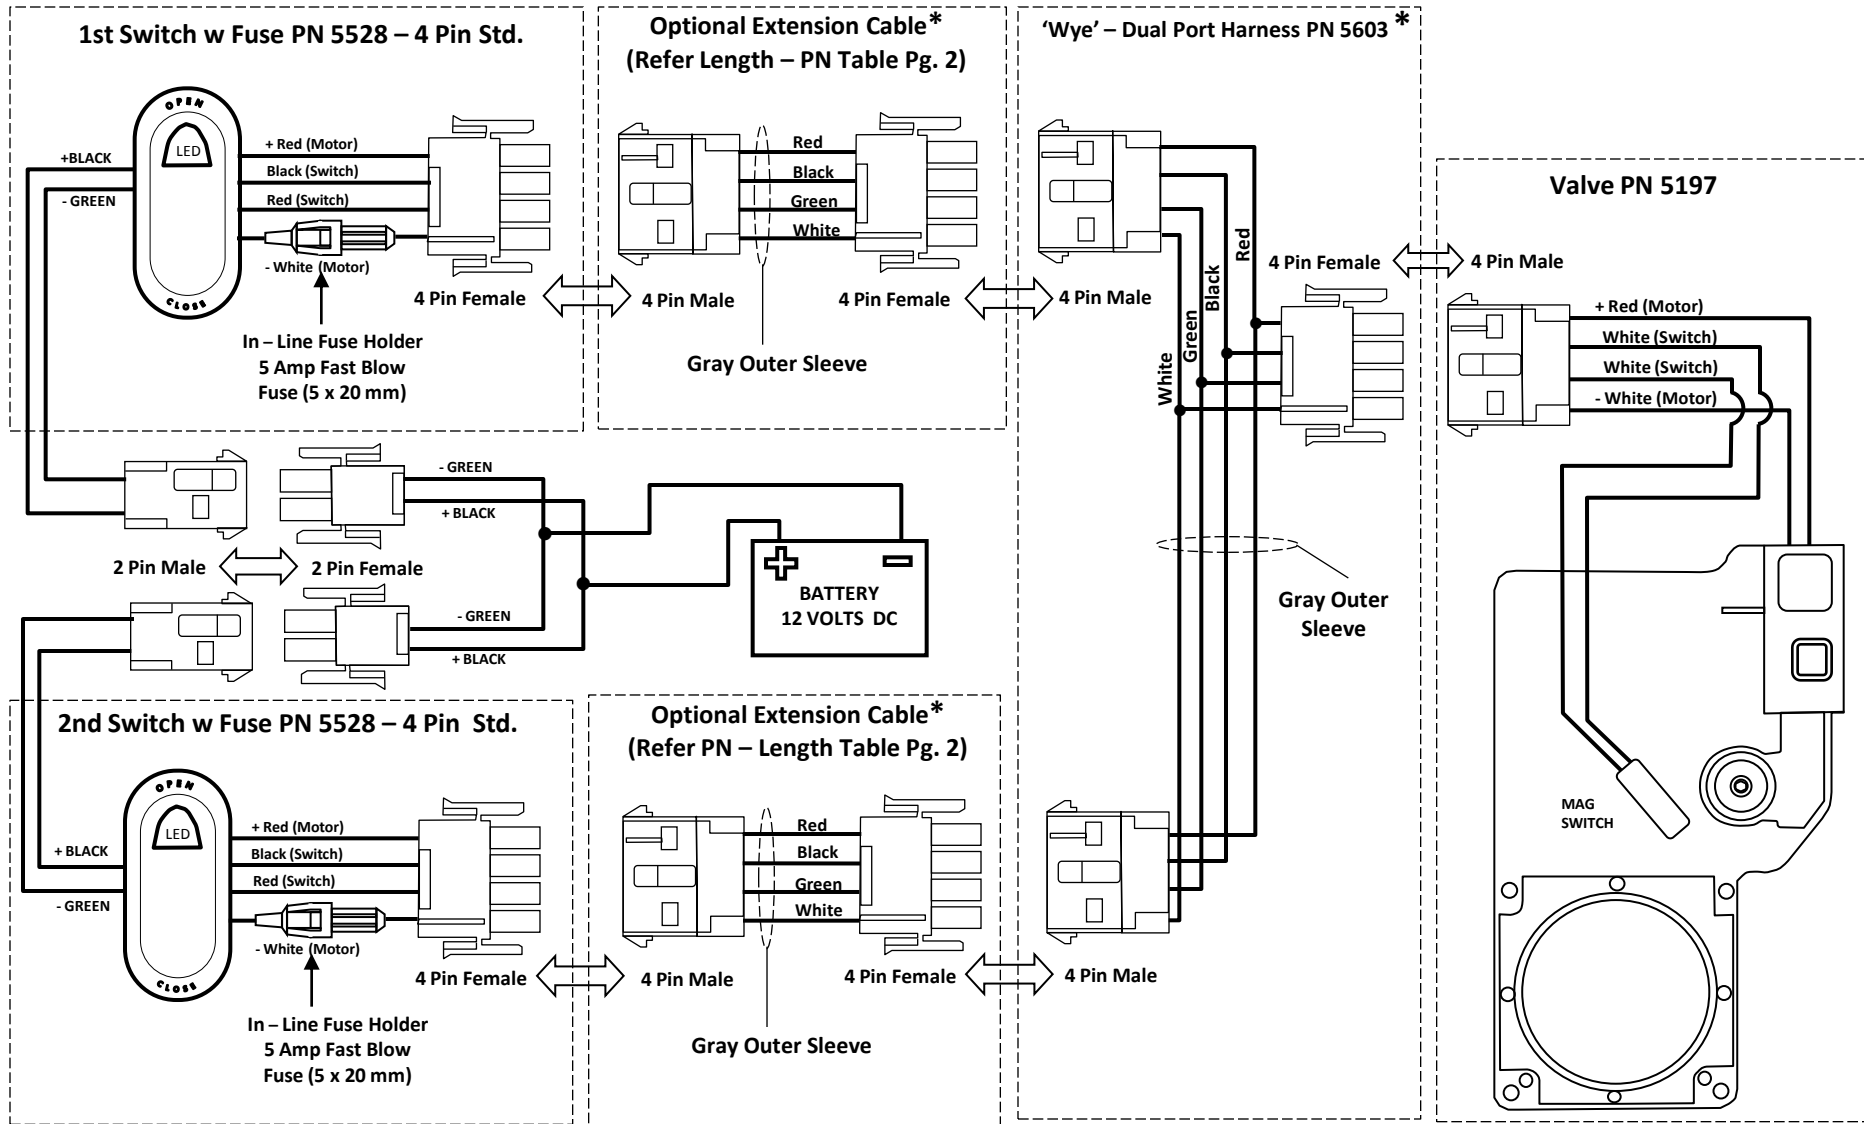 1st Switch w Fuse PN 5528 – 4 Pin Std.
OPEN
LED
CLOSE
+BLACK
- GREEN
+ Red (Motor)
Black (Switch)
Red (Switch)
- White (Motor)
4 Pin Female
In – Line Fuse Holder
5 Amp Fast Blow
Fuse (5 x 20 mm)
Optional Extension Cable*
(Refer Length – PN Table Pg. 2)
Red
Black
Green
White
4 Pin Male
4 Pin Female
Gray Outer Sleeve
‘Wye’ – Dual Port Harness PN 5603 *
4 Pin Male
Red
Black
Green
White
4 Pin Female
Gray Outer
Sleeve
4 Pin Male
Valve PN 5197
4 Pin Male
+ Red (Motor)
White (Switch)
White (Switch)
- White (Motor)
MAG
SWITCH
- GREEN
+ BLACK
2 Pin Male
2 Pin Female
- GREEN
+ BLACK
BATTERY
12 VOLTS DC
2nd Switch w Fuse PN 5528 – 4 Pin Std.
OPEN
LED
CLOSE
+ BLACK
- GREEN
+ Red (Motor)
Black (Switch)
Red (Switch)
- White (Motor)
4 Pin Female
In – Line Fuse Holder
5 Amp Fast Blow
Fuse (5 x 20 mm)
Optional Extension Cable*
(Refer PN – Length Table Pg. 2)
Red
Black
Green
White
4 Pin Male
4 Pin Female
Gray Outer Sleeve